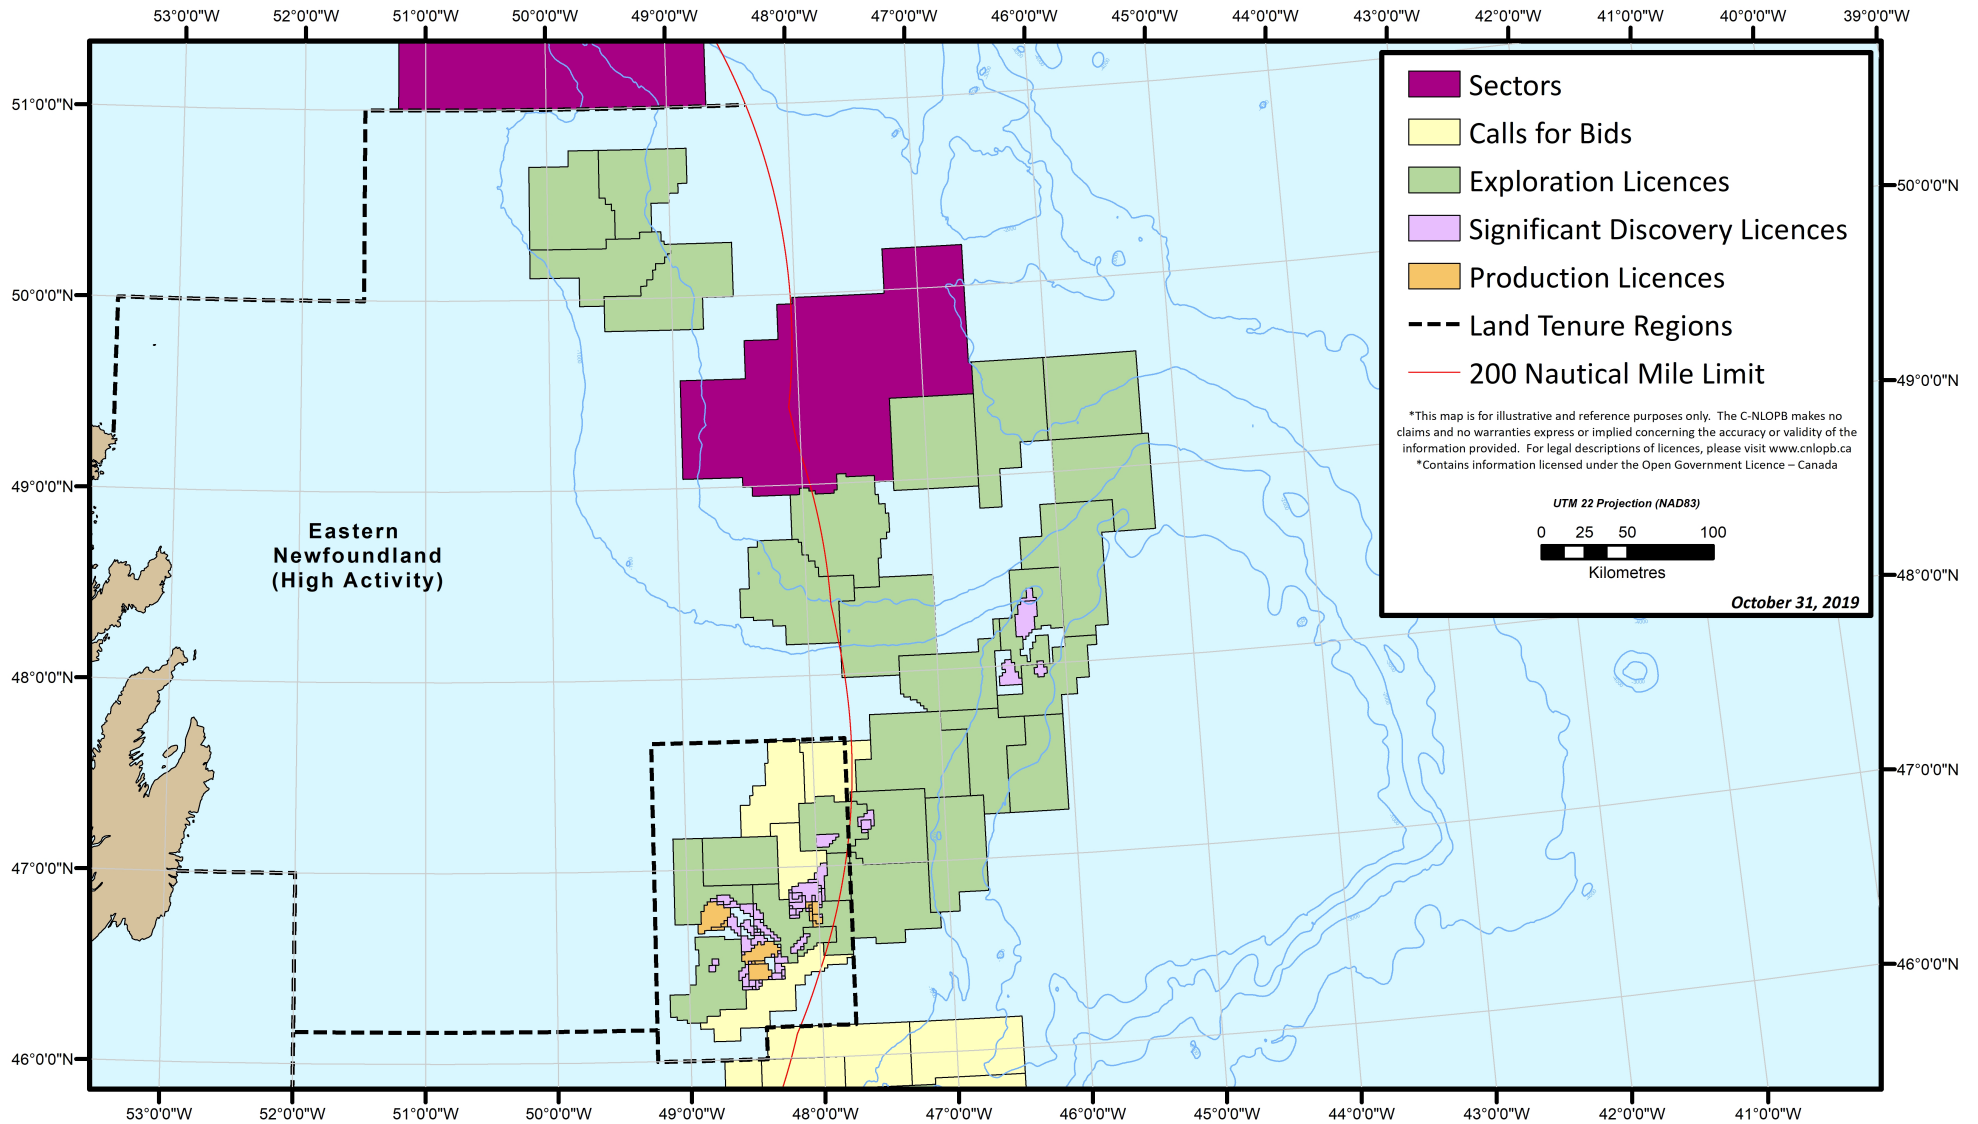 53°0'0"W 52°0'0"W 51°0'0"W 50°0'0"W 49°0'0"W 48°0'0"W 47°0'0"W 46°0'0"W 45°0'0"W 44°0'0"W 43°0'0"W 42°0'0"W 41°0'0"W 40°0'0"W 39°0'0"W
51°0'0"N
50°0'0"N
49°0'0"N
48°0'0"N
47°0'0"N
46°0'0"N
Eastern
Newfoundland
(High Activity)
Sectors
Calls for Bids
Exploration Licences
Significant Discovery Licences
Production Licences
Land Tenure Regions
200 Nautical Mile Limit
*This map is for illustrative and reference purposes only. The C-NLOPB makes no
claims and no warranties express or implied concerning the accuracy or validity of the
information provided. For legal descriptions of licences, please visit www.cnlopb.ca
*Contains information licensed under the Open Government Licence – Canada
UTM 22 Projection (NAD83)
0 25 50 100
Kilometres
October 31, 2019
50°0'0"N
49°0'0"N
48°0'0"N
47°0'0"N
46°0'0"N
53°0'0"W 52°0'0"W 51°0'0"W 50°0'0"W 49°0'0"W 48°0'0"W 47°0'0"W 46°0'0"W 45°0'0"W 44°0'0"W 43°0'0"W 42°0'0"W 41°0'0"W